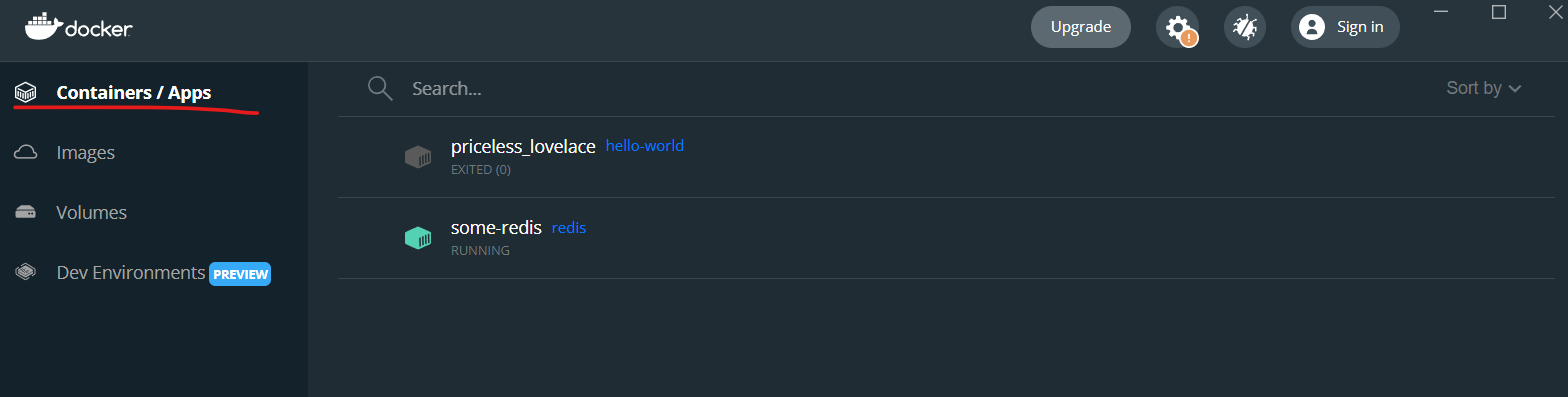 docker
Upgrade
!
Sign in
Containers / Apps
Images
Volumes
Dev Environments PREVIEW
Search...
Sort by
priceless_lovelace hello-world
EXITED (0)
some-redis redis
RUNNING